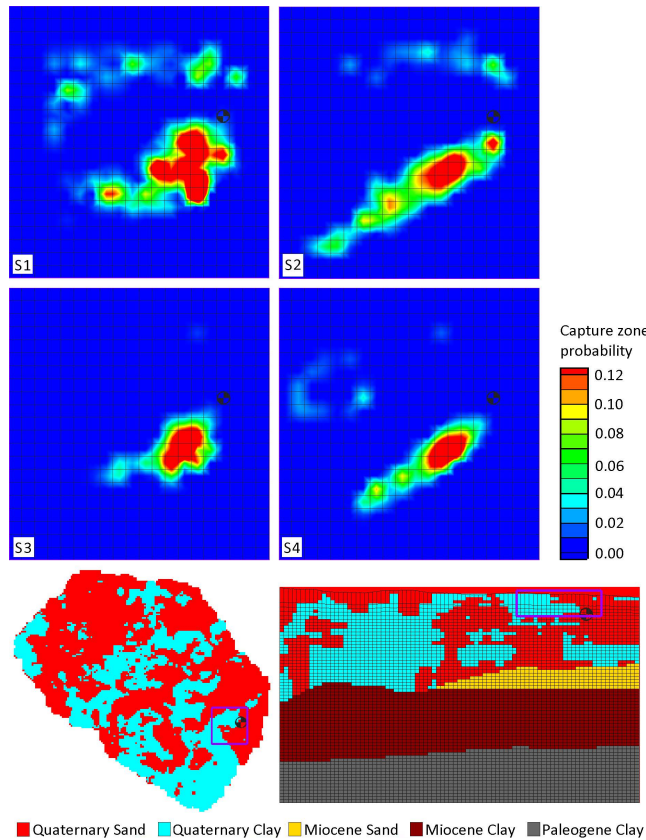 S1
S2
S3
S4
Capture zone
probability
0.12
0.10
0.08
0.06
0.04
0.02
0.00
Quaternary Sand
Quaternary Clay
Miocene Sand
Miocene Clay
Paleogene Clay